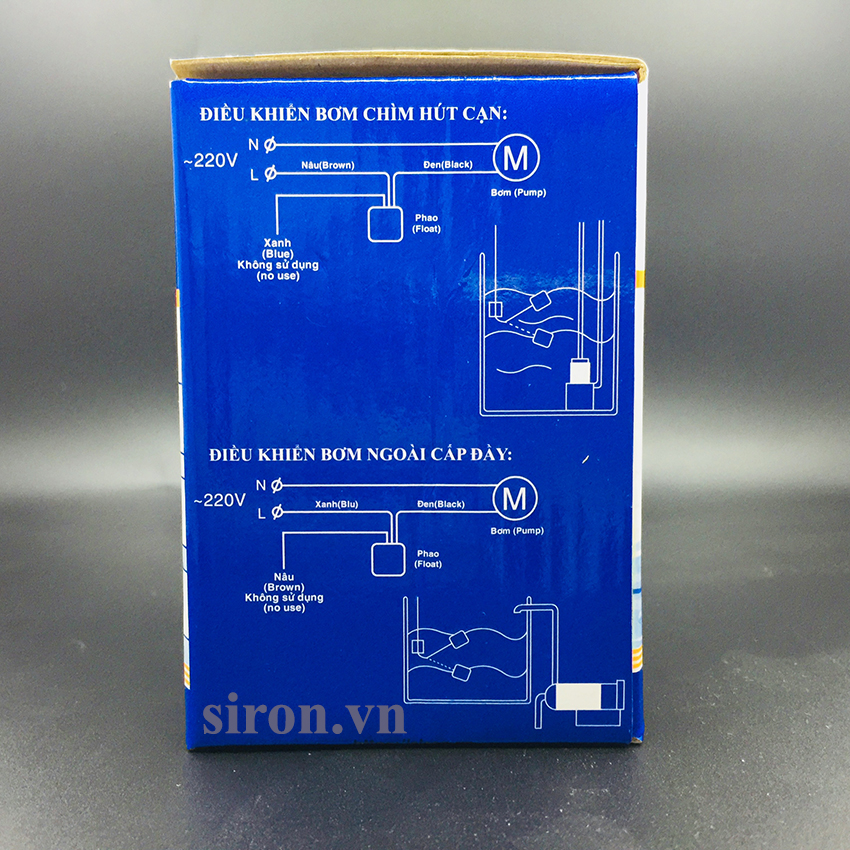 ĐIỀU KHIỂN BƠM CHÌM HÚT CẠN:
N
~220V
L
Nâu(Brown)
Đen(Black)
M
Bơm (Pump)
Phao
(Float)
Xanh
(Blue)
Không sử dụng
(no use)
ĐIỀU KHIỂN BƠM NGOÀI CẤP ĐẦY:
N
~220V
L
Xanh(Blu)
Đen(Black)
M
Bơm (Pump)
Phao
(Float)
Nâu
(Brown)
Không sử dụng
(no use)
siron.vn